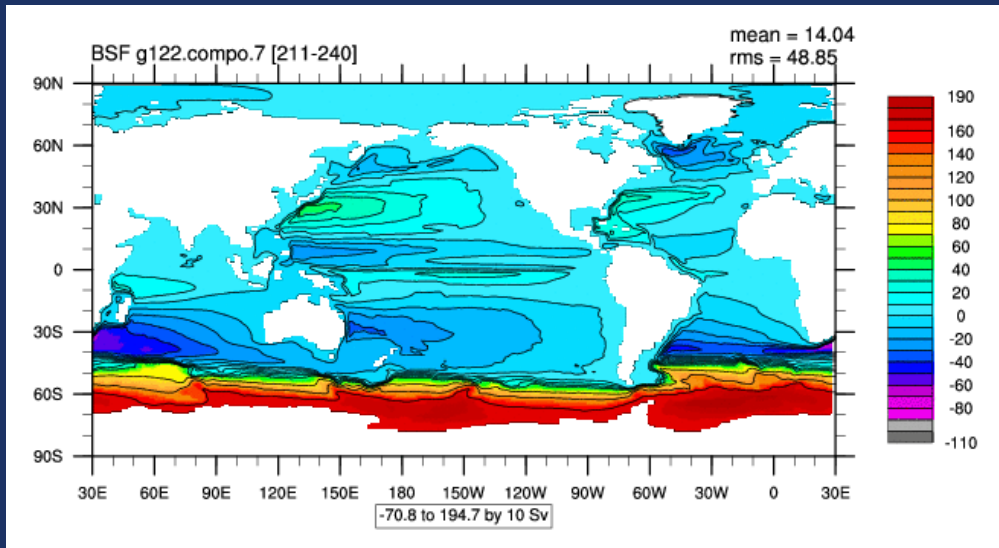 mean = 14.04
BSF g122.compo.7 [211-240]
rms = 48.85
90N
60N
30N
0
30S
60S
90S
30E 60E 90E 120E 150E 180 150W 120W 90W 60W 30W 0 30E
-70.8 to 194.7 by 10 Sv
190
160
140
120
100
80
60
40
20
0
-20
-40
-60
-80
-110